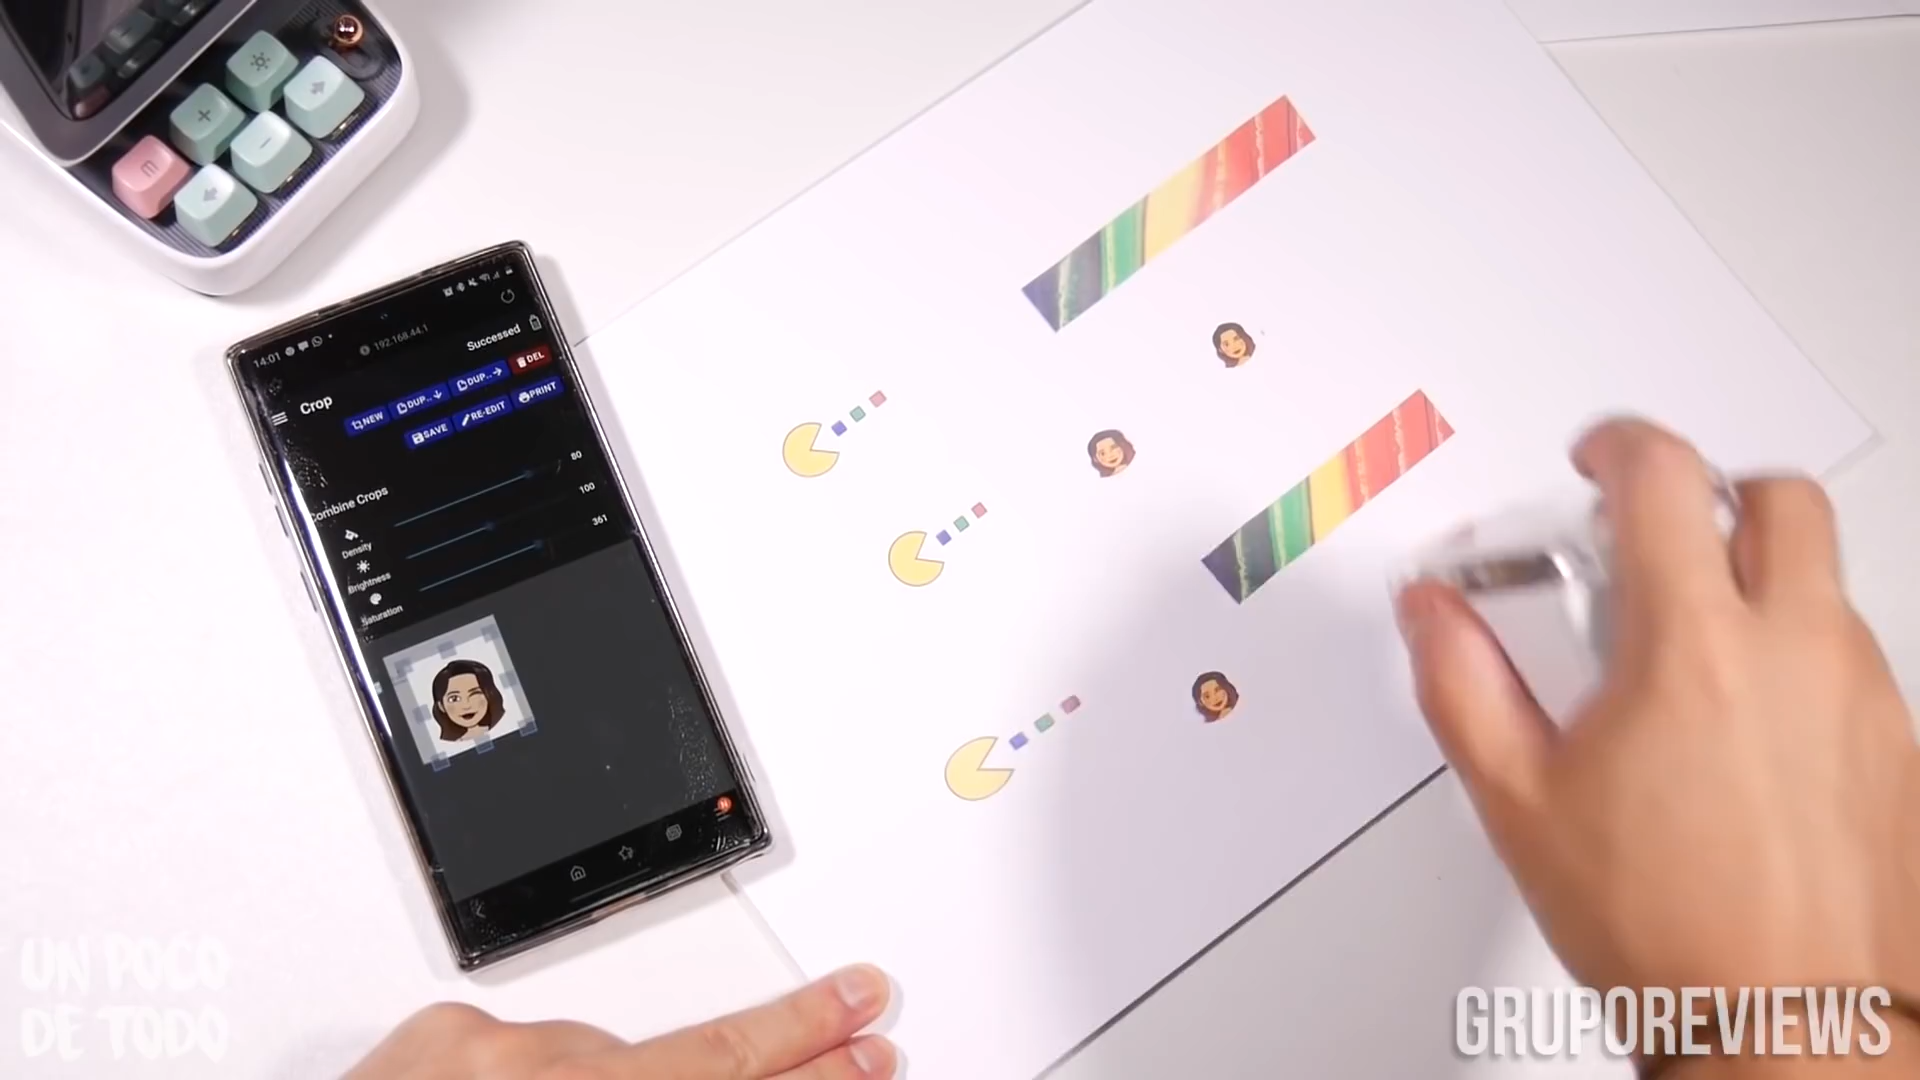 14:01
192.168.44.1
Successed
Crop
NEW
DUP..
DUP..
DEL
SAVE
RE-EDIT
PRINT
Combine Crops
80
Density
100
Brightness
361
Saturation
N
E
UN POCO
DE TODO
GRUPOREVIEWS